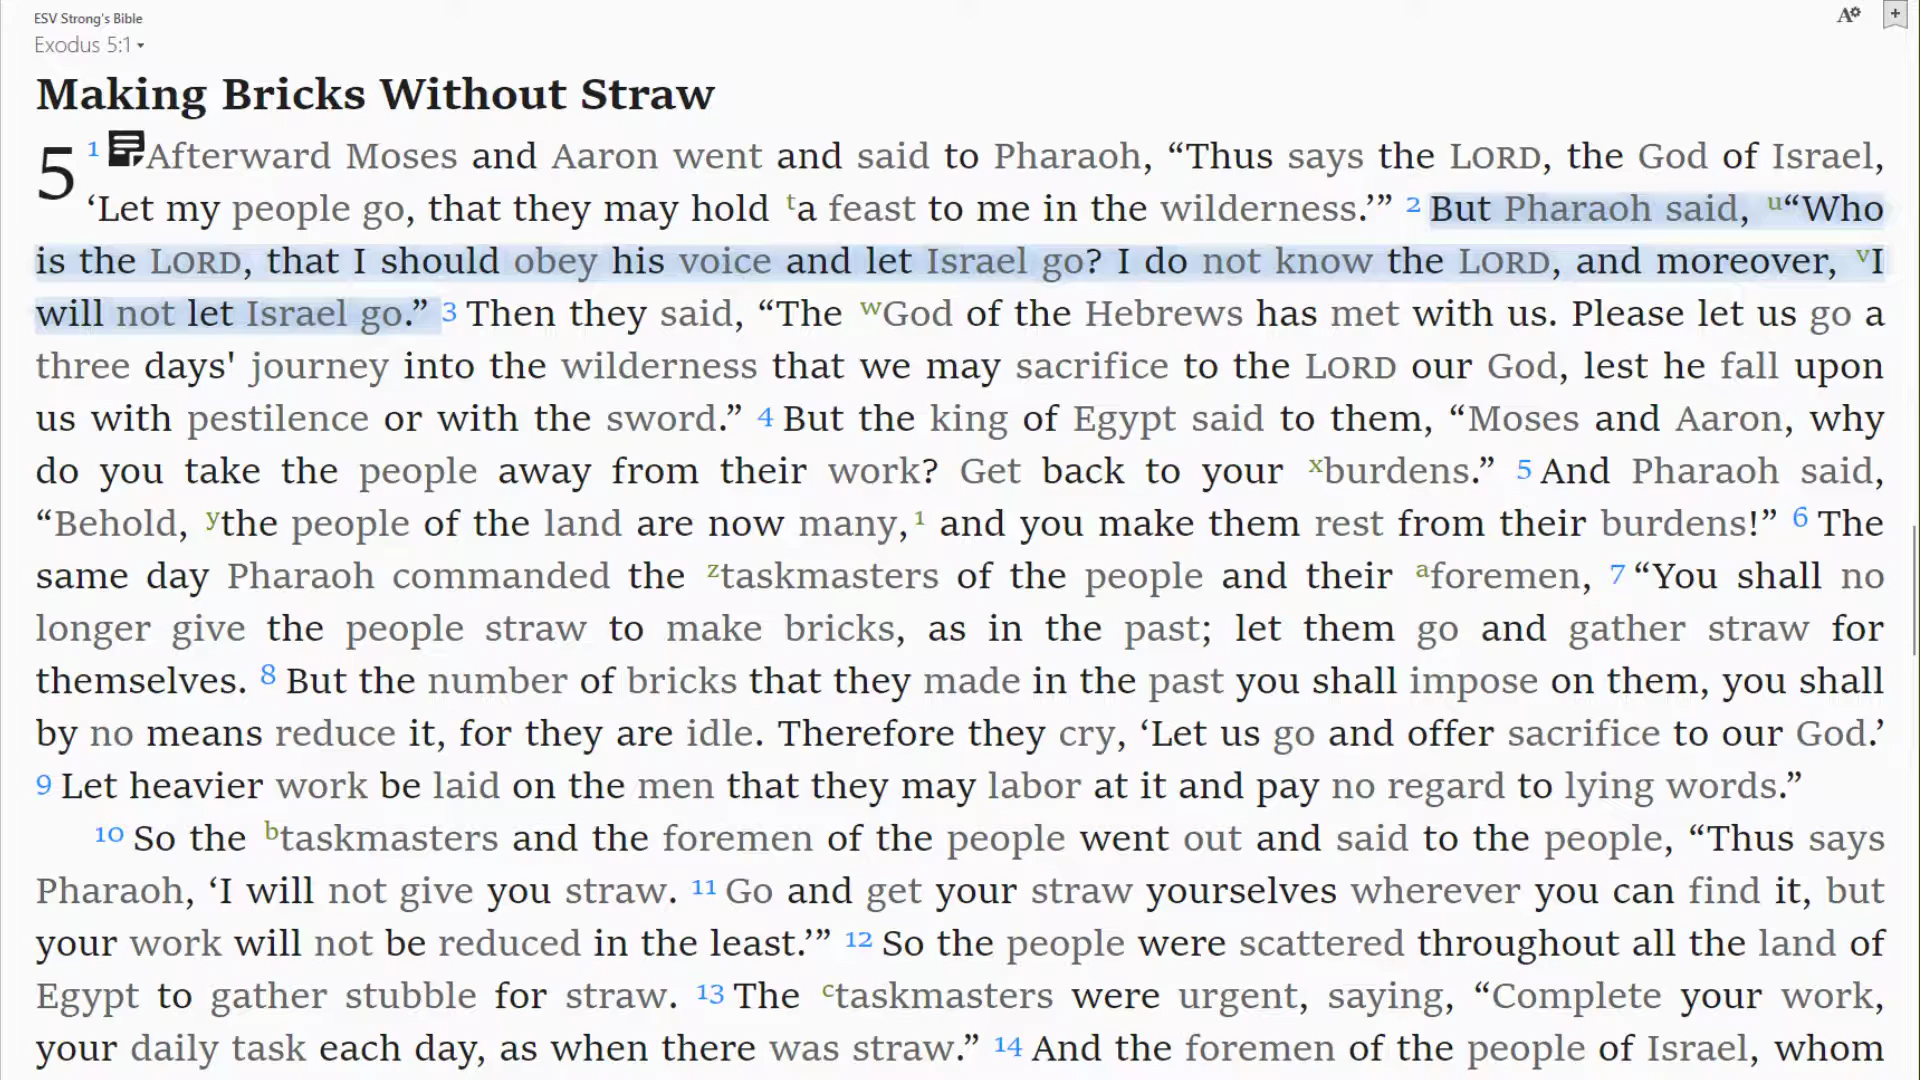 ESV Strong's Bible
Exodus 5:1
Making Bricks Without Straw
5 1 Afterward Moses and Aaron went and said to Pharaoh, “Thus says the LORD, the God of Israel,
‘Let my people go, that they may hold ta feast to me in the wilderness.’” 2 But Pharaoh said, u“Who
is the LORD, that I should obey his voice and let Israel go? I do not know the LORD, and moreover, vI
will not let Israel go.” 3 Then they said, “The wGod of the Hebrews has met with us. Please let us go a
three days' journey into the wilderness that we may sacrifice to the LORD our God, lest he fall upon
us with pestilence or with the sword.” 4 But the king of Egypt said to them, “Moses and Aaron, why
do you take the people away from their work? Get back to your xburdens.” 5 And Pharaoh said,
“Behold, ythe people of the land are now many,1 and you make them rest from their burdens!” 6 The
same day Pharaoh commanded the ztaskmasters of the people and their aforemen, 7 “You shall no
longer give the people straw to make bricks, as in the past; let them go and gather straw for
themselves. 8 But the number of bricks that they made in the past you shall impose on them, you shall
by no means reduce it, for they are idle. Therefore they cry, ‘Let us go and offer sacrifice to our God.’
9 Let heavier work be laid on the men that they may labor at it and pay no regard to lying words.”
10 So the btaskmasters and the foremen of the people went out and said to the people, “Thus says
Pharaoh, ‘I will not give you straw. 11 Go and get your straw yourselves wherever you can find it, but
your work will not be reduced in the least.’” 12 So the people were scattered throughout all the land of
Egypt to gather stubble for straw. 13 The ctaskmasters were urgent, saying, “Complete your work,
your daily task each day, as when there was straw.” 14 And the foremen of the people of Israel, whom